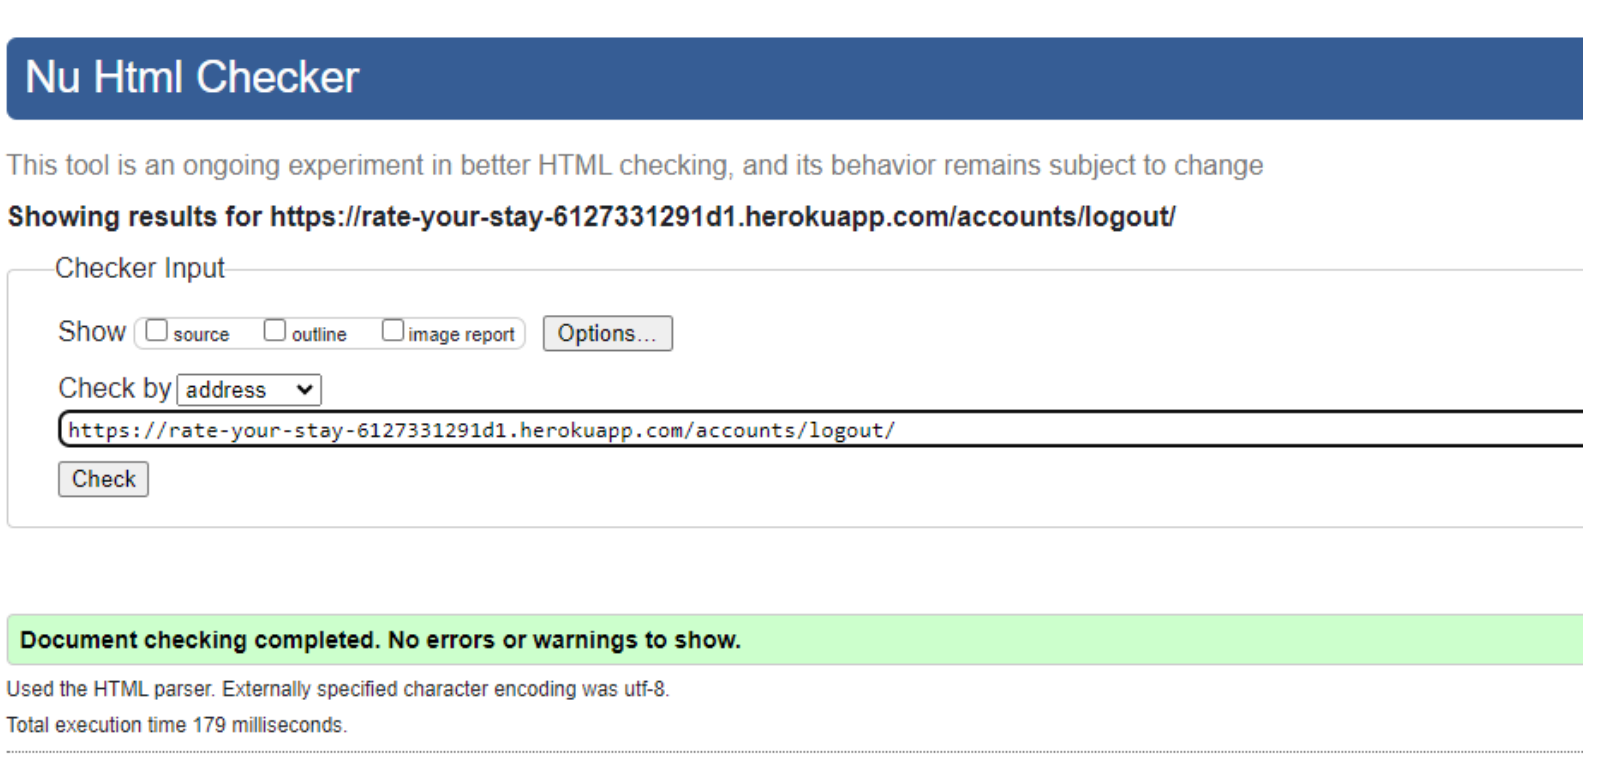 Nu Html Checker
This tool is an ongoing experiment in better HTML checking, and its behavior remains subject to change
Showing results for https://rate-your-stay-6127331291d1.herokuapp.com/accounts/logout/
Checker Input
Show source outline image report Options...
Check by address
https://rate-your-stay-6127331291d1.herokuapp.com/accounts/logout/
Check
Document checking completed. No errors or warnings to show.
Used the HTML parser. Externally specified character encoding was utf-8.
Total execution time 179 milliseconds.